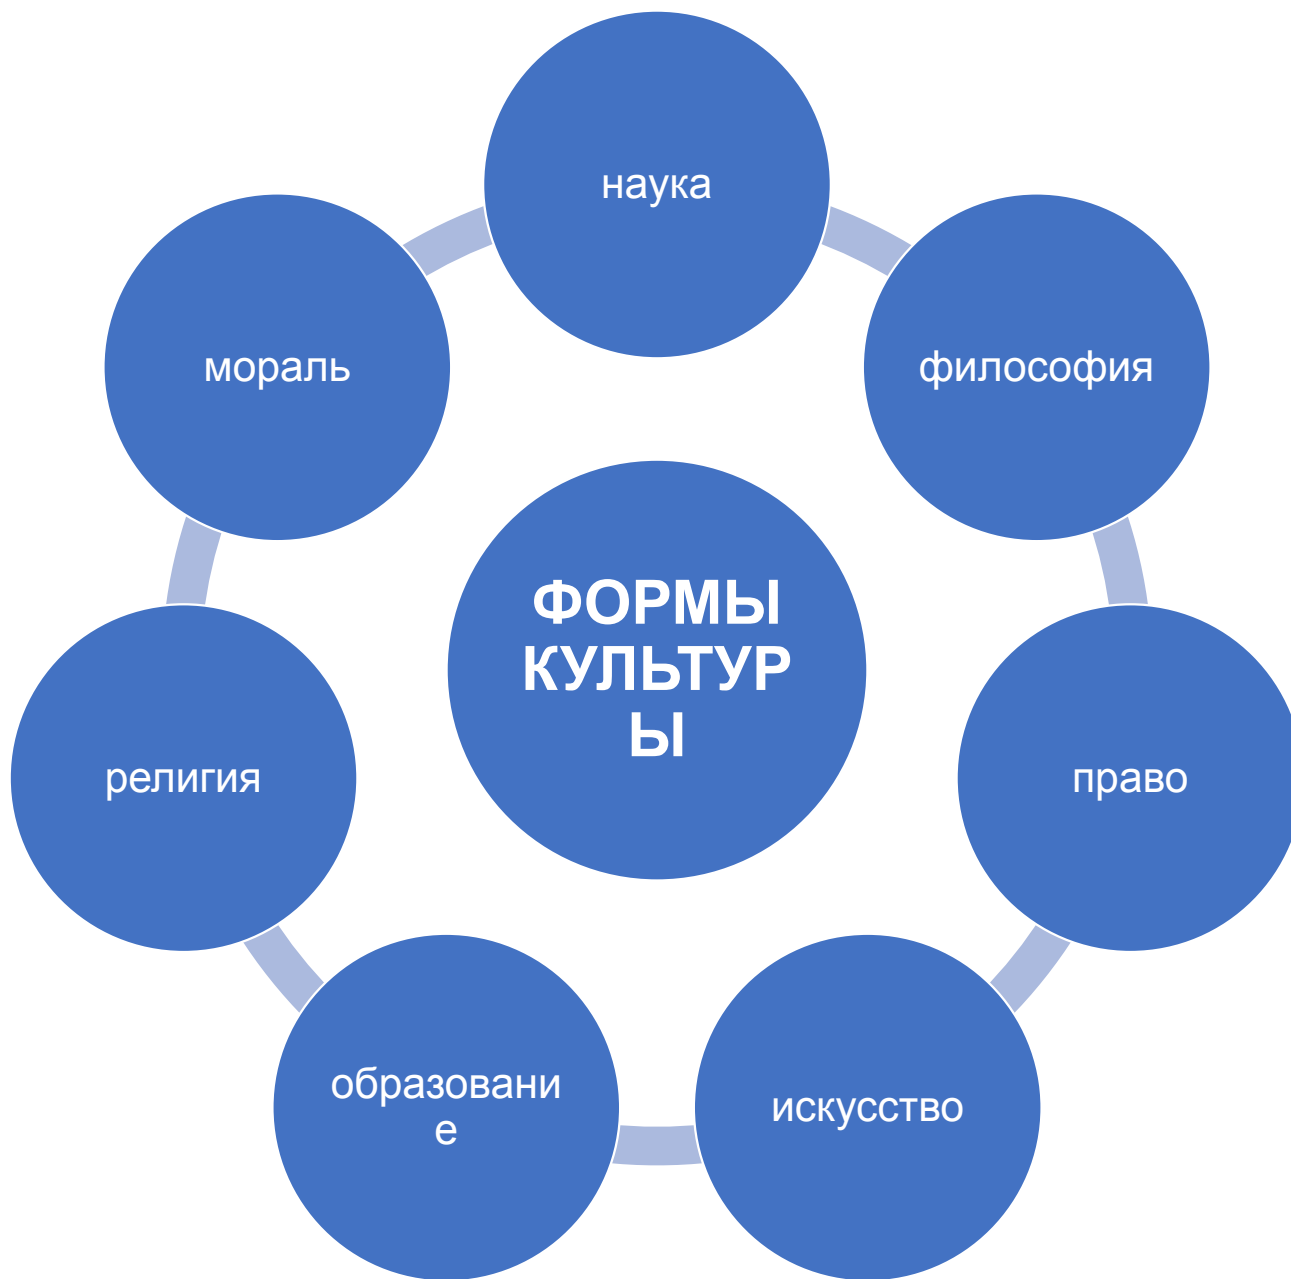 наука
мораль
философия
ФОРМЫ
КУЛЬТУР
Ы
религия
право
образовани
е
искусство